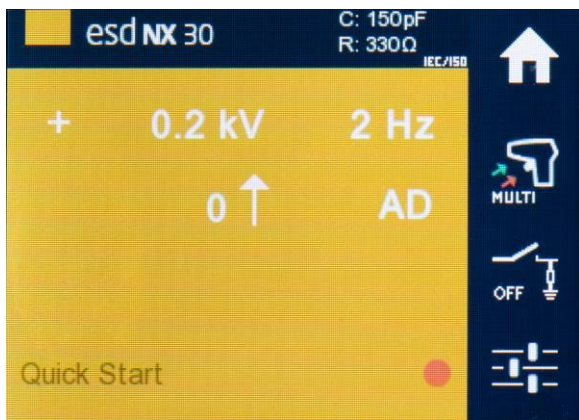 esd NX 30
C: 150pF
R: 330Ω
IEC/ISO
+ 0.2 kV 2 Hz
0 ↑ AD
MULTI
OFF
Quick Start